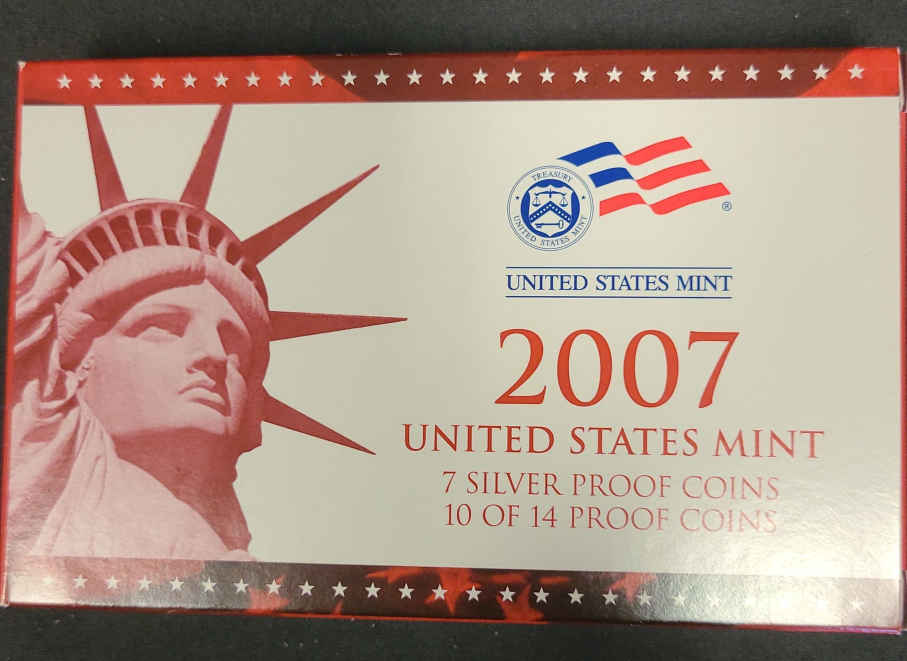 TREASURY
UNITED STATES MINT
®
UNITED STATES MINT
2007
UNITED STATES MINT
7 SILVER PROOF COINS
10 OF 14 PROOF COINS